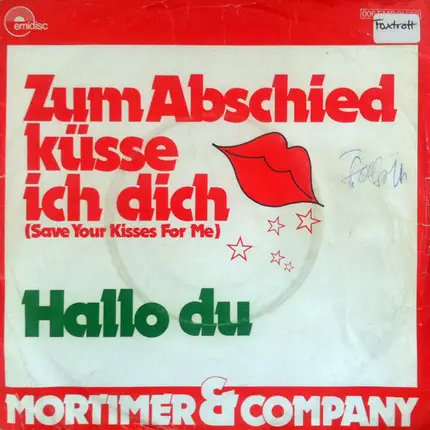 emidisc
Foxtrott
Zum Abschied
küsse
ich dich
(Save Your Kisses For Me)
Hallo du
MORTIMER & COMPANY